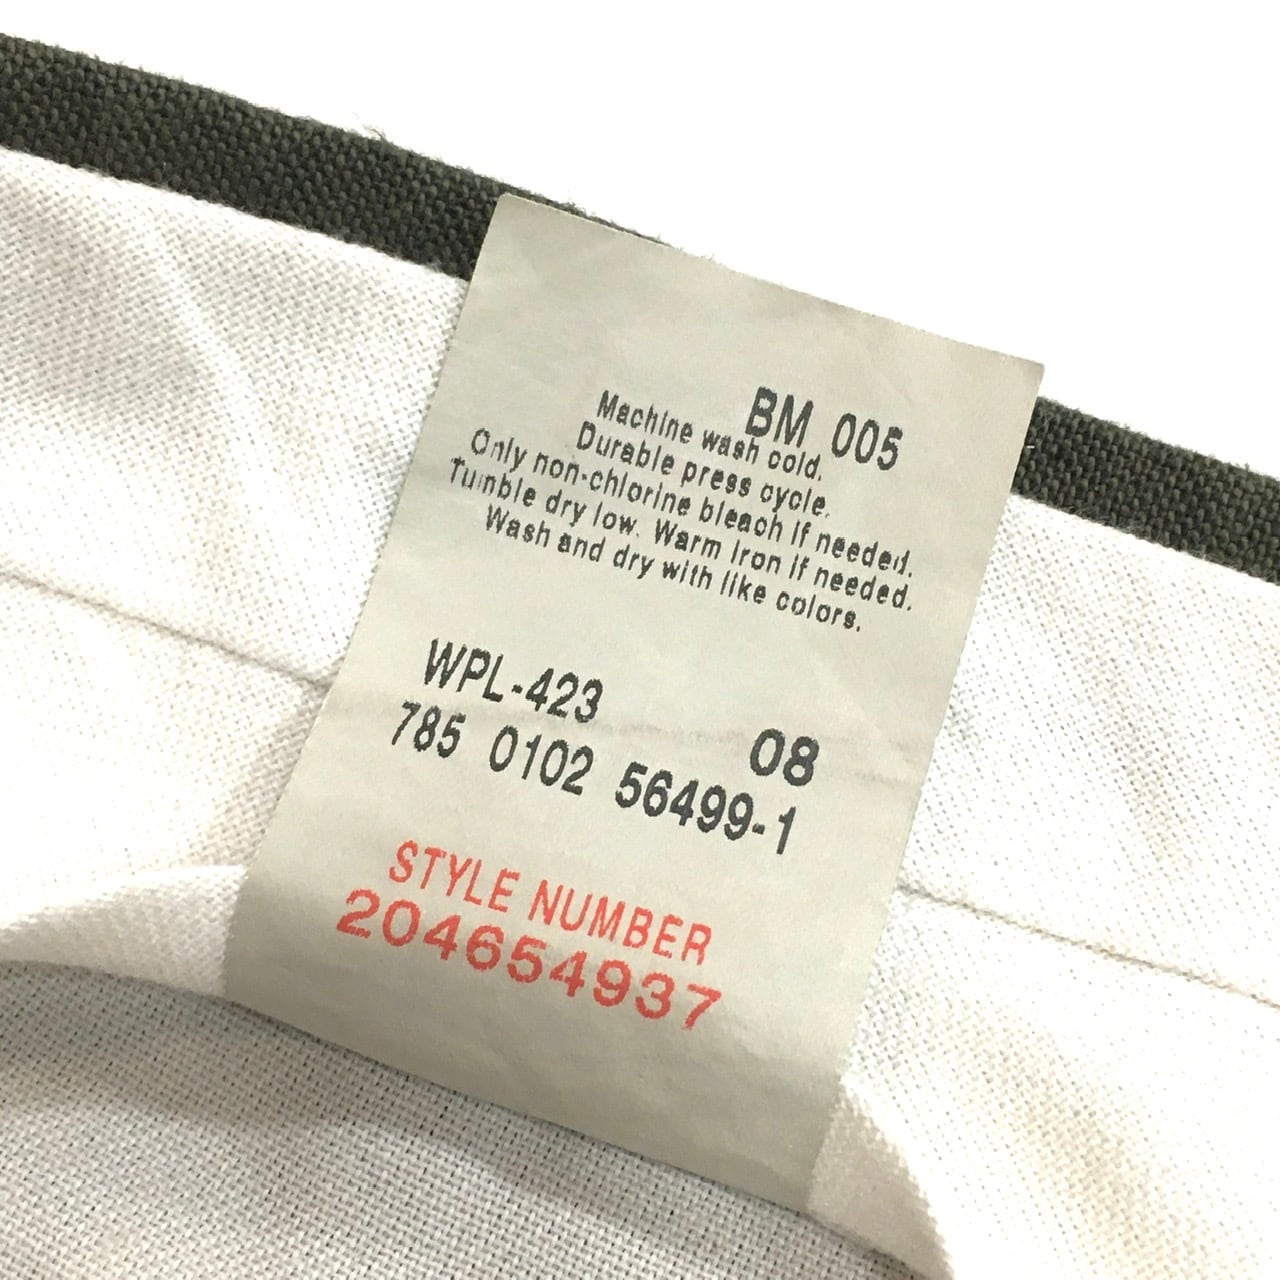 BM 005
Machine wash cold.
Durable press cycle.
Only non-chlorine bleach if needed.
Tumble dry low. Warm iron if needed.
Wash and dry with like colors.
WPL-423
08
785 0102 56499-1
STYLE NUMBER
204654937